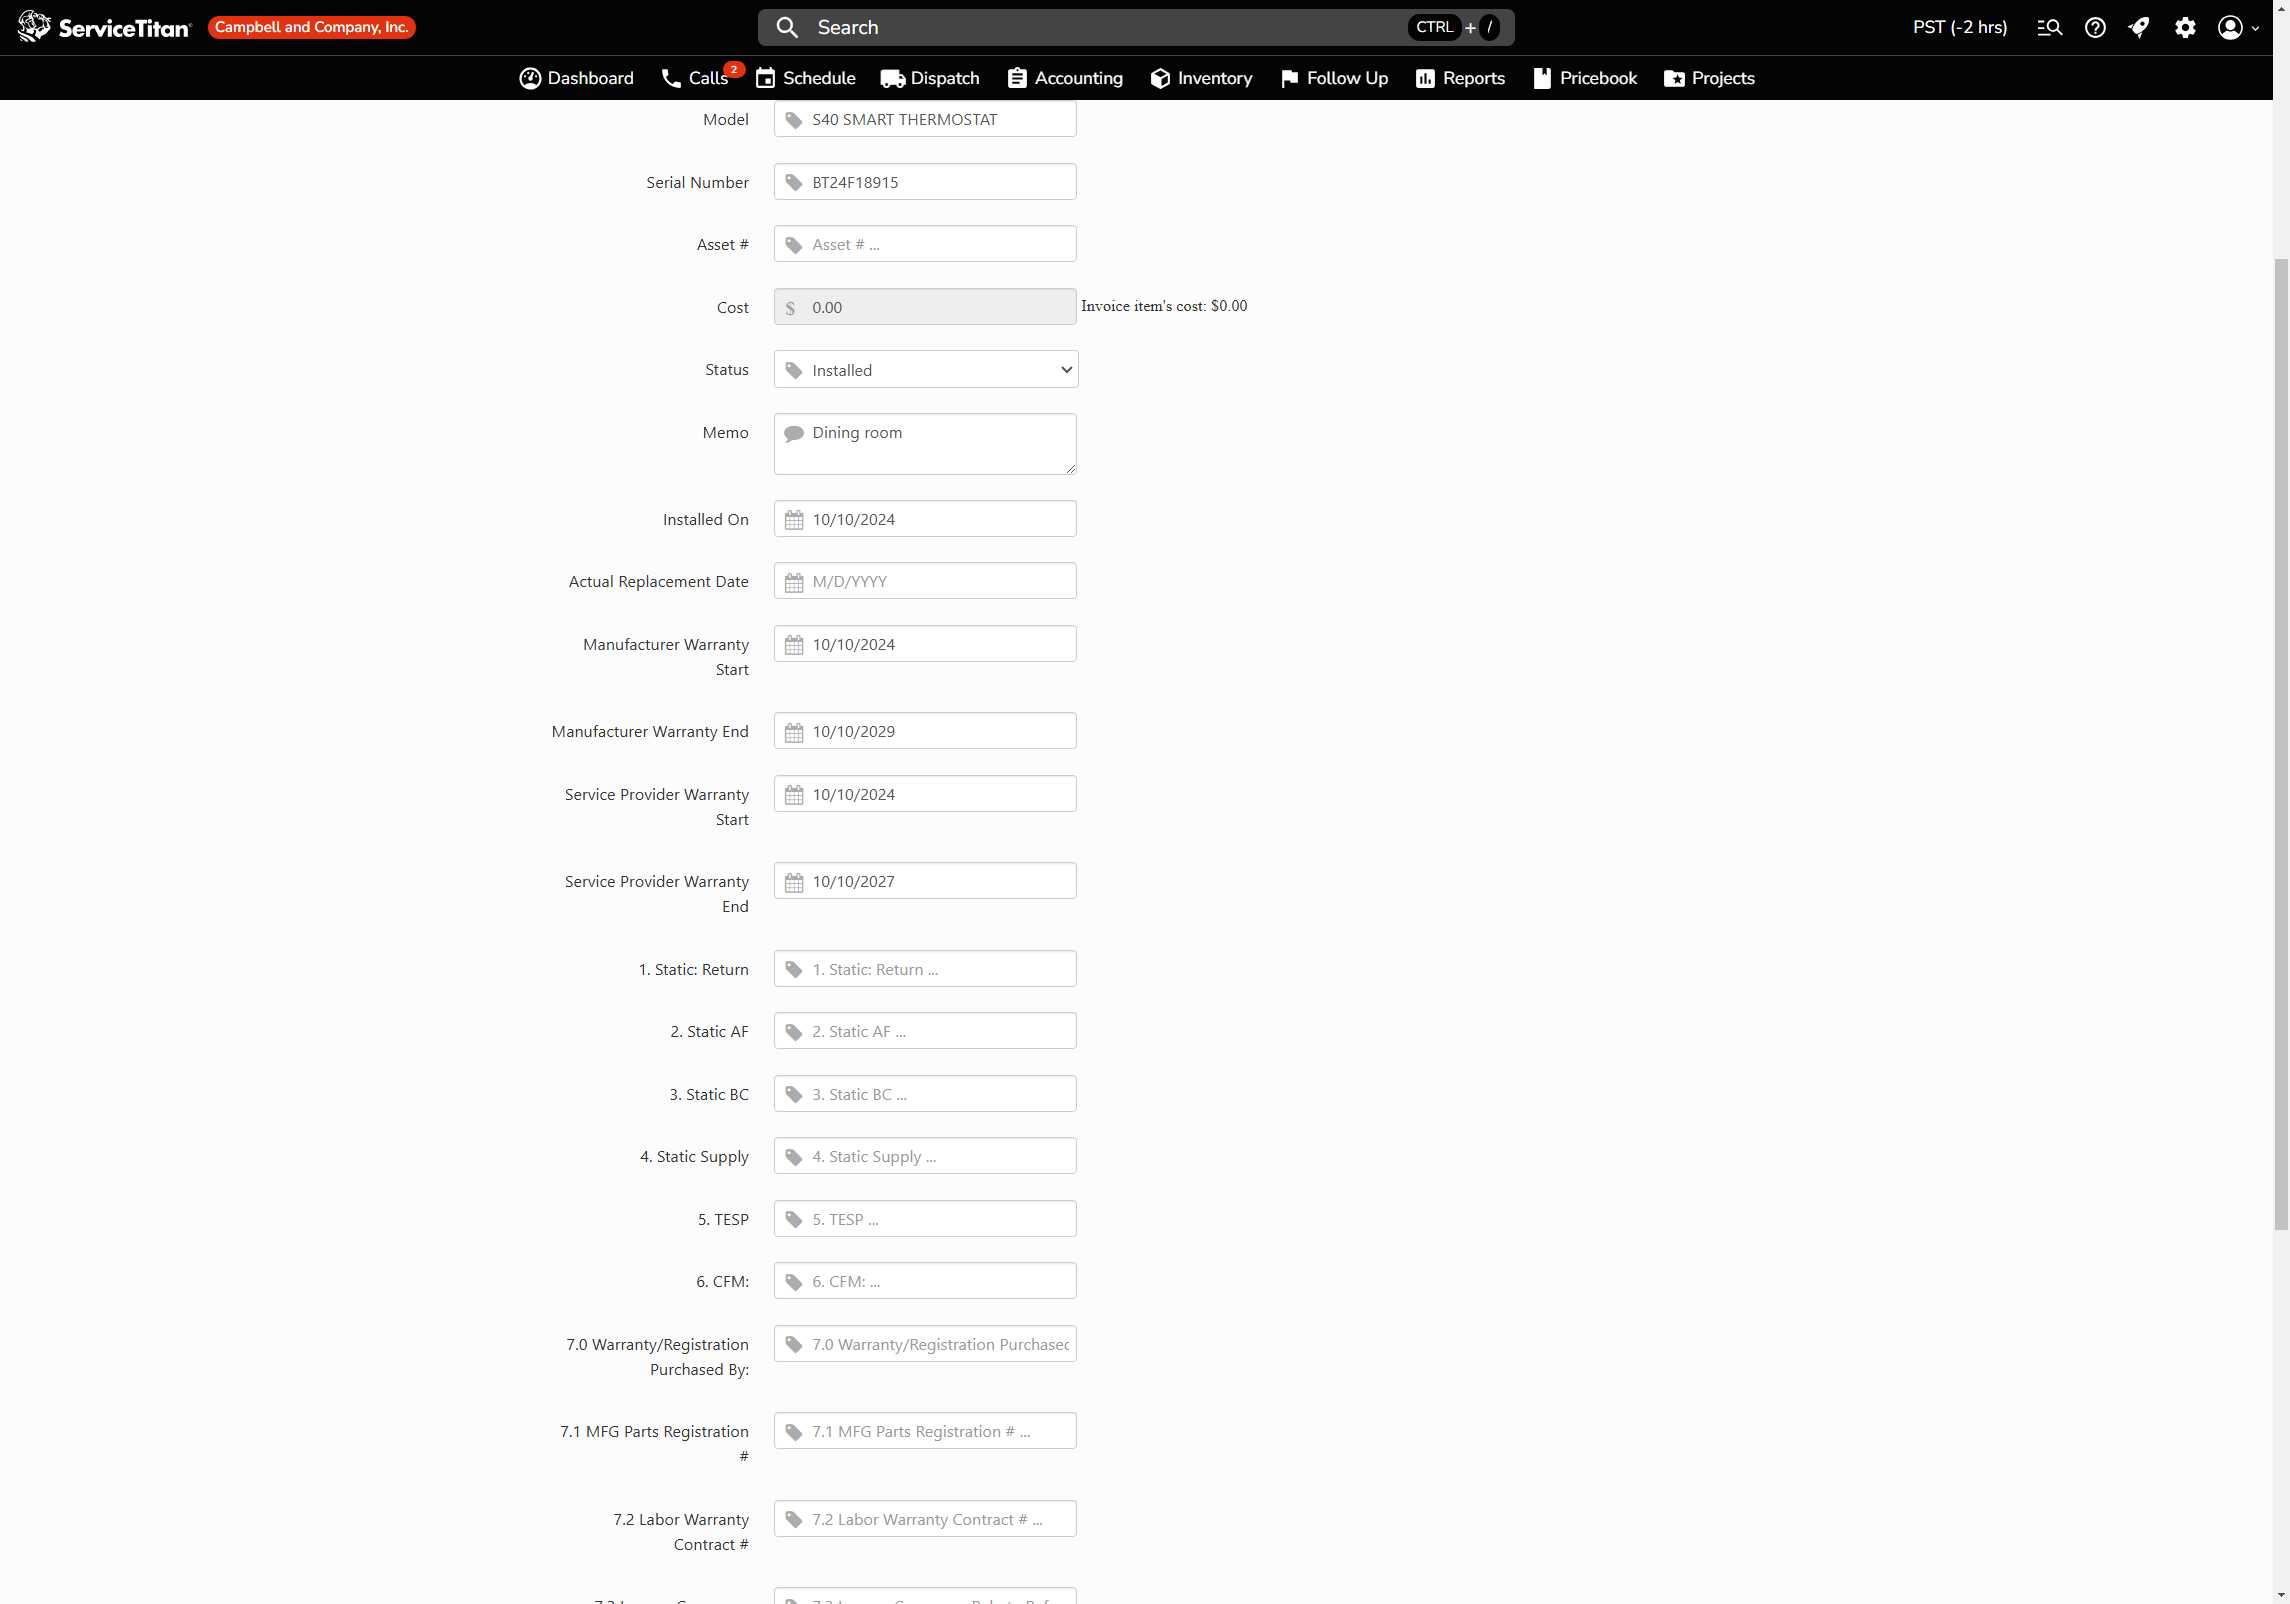 ServiceTitan
Campbell and Company, Inc.
Search
CTRL + /
PST (-2 hrs)
Dashboard
Calls 2
Schedule
Dispatch
Accounting
Inventory
Follow Up
Reports
Pricebook
Projects
Model
S40 SMART THERMOSTAT
Serial Number
BT24F18915
Asset #
Asset # ...
Cost
$ 0.00
Invoice item's cost: $0.00
Status
Installed
Memo
Dining room
Installed On
10/10/2024
Actual Replacement Date
M/D/YYYY
Manufacturer Warranty
Start
10/10/2024
Manufacturer Warranty End
10/10/2029
Service Provider Warranty
Start
10/10/2024
Service Provider Warranty
End
10/10/2027
1. Static: Return
1. Static: Return ...
2. Static AF
2. Static AF ...
3. Static BC
3. Static BC ...
4. Static Supply
4. Static Supply ...
5. TESP
5. TESP ...
6. CFM:
6. CFM: ...
7.0 Warranty/Registration
Purchased By:
7.0 Warranty/Registration Purchased
7.1 MFG Parts Registration
#
7.1 MFG Parts Registration # ...
7.2 Labor Warranty
Contract #
7.2 Labor Warranty Contract # ...